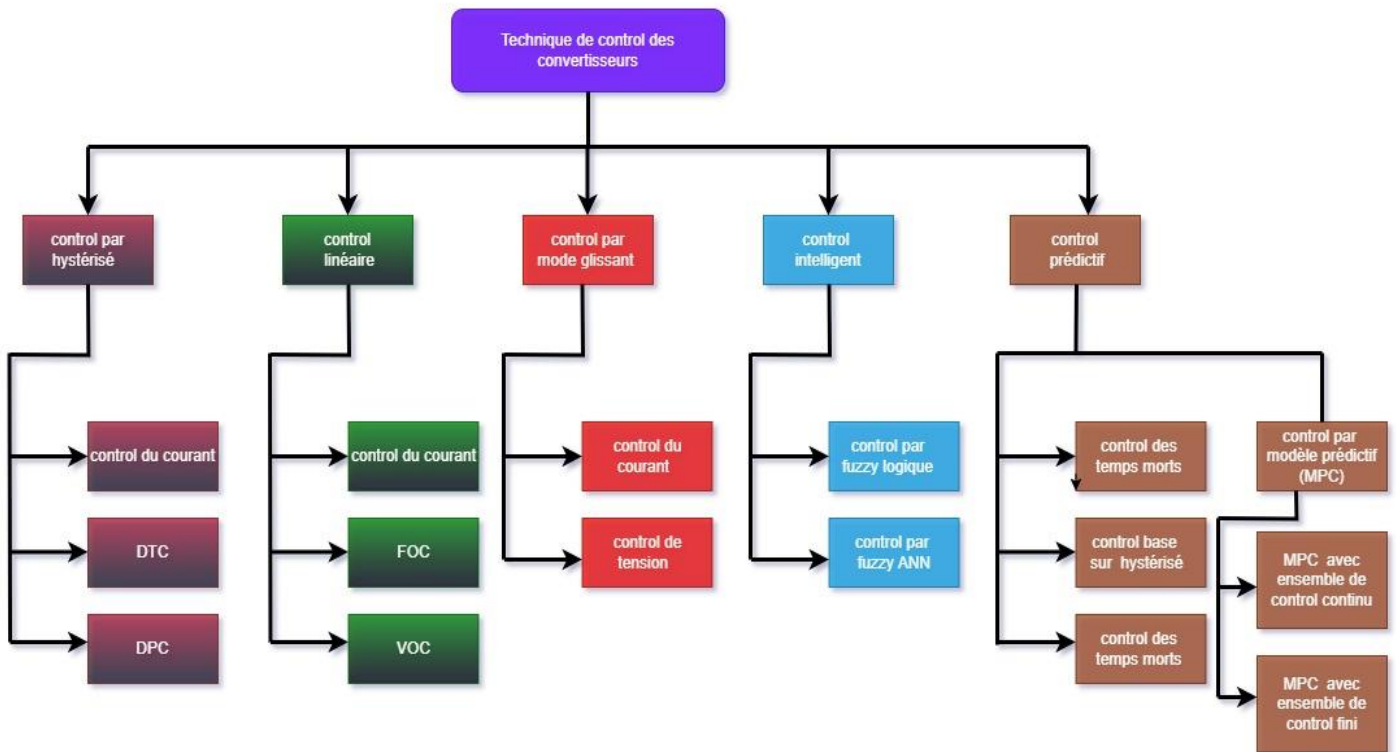 Technique de control des
convertisseurs
control par
hystérisé
control
linéaire
control par
mode glissant
control
intelligent
control
prédictif
control du courant
DTC
DPC
control du courant
FOC
VOC
control du
courant
control de
tension
control par
fuzzy logique
control par
fuzzy ANN
control des
temps morts
control base
sur hystérisé
control des
temps morts
control par
modèle prédictif
(MPC)
MPC avec
ensemble de
control continu
MPC avec
ensemble de
control fini